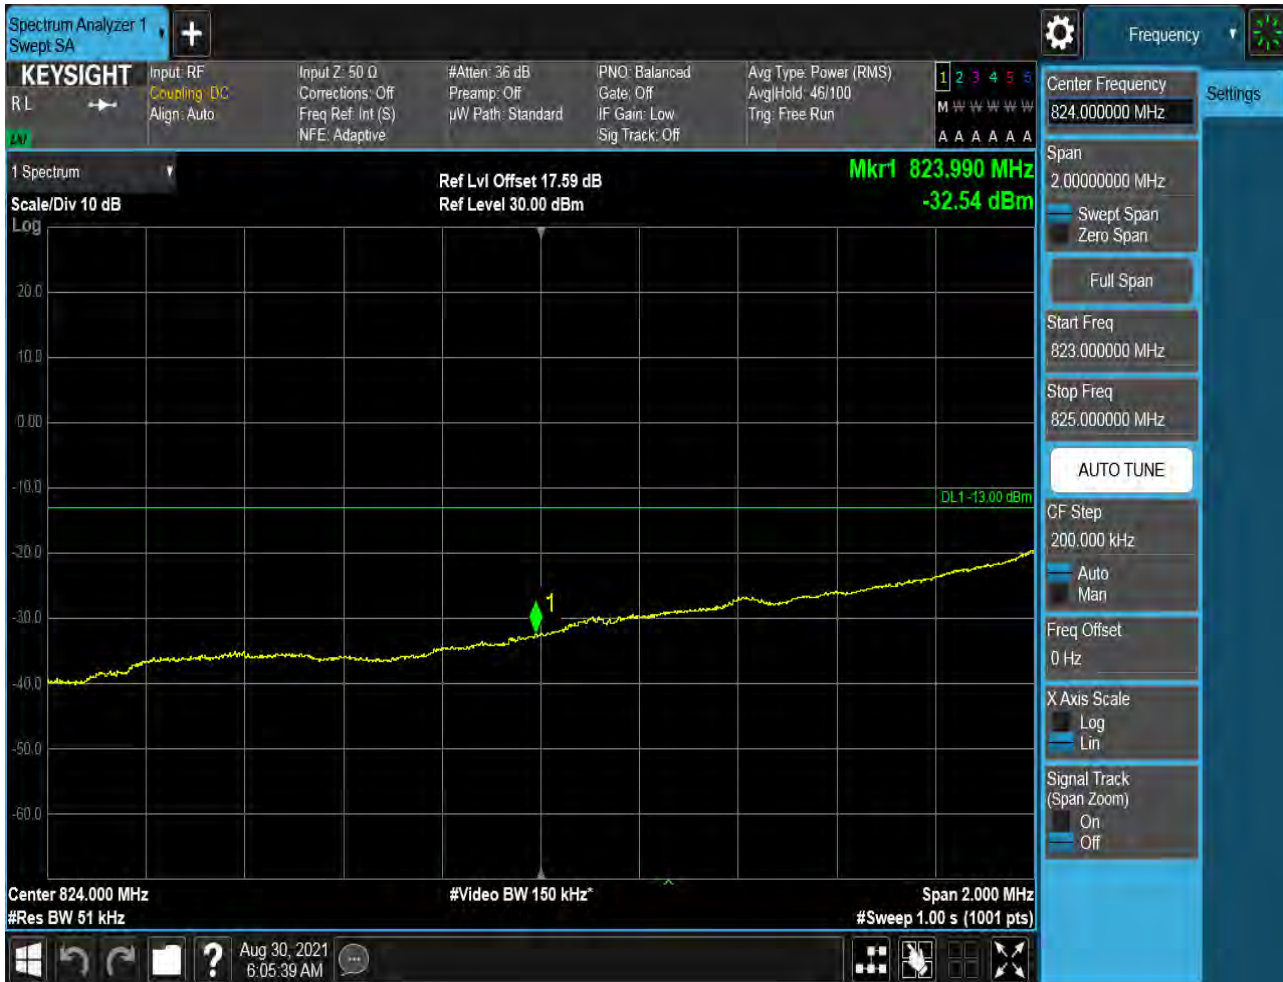 Spectrum Analyzer 1
Swept SA
Frequency
KEYSIGHT
R L
Input: RF
Coupling: DC
Align: Auto
Input Z: 50 Ω
Corrections: Off
Freq Ref: Int (S)
NFE: Adaptive
#Atten: 36 dB
Preamp: Off
µW Path: Standard
PNO: Balanced
Gate: Off
IF Gain: Low
Sig Track: Off
Avg Type: Power (RMS)
Avg|Hold: 46/100
Trig: Free Run
1 2 3 4 5 6
M W W W W W
A A A A A A
1 Spectrum
Scale/Div 10 dB
Log
Ref Lvl Offset 17.59 dB
Ref Level 30.00 dBm
Mkr1 823.990 MHz
-32.54 dBm
20.0
10.0
0.00
-10.0
DL1 -13.00 dBm
-20.0
1
-30.0
-40.0
-50.0
-60.0
Center 824.000 MHz
#Res BW 51 kHz
#Video BW 150 kHz*
Span 2.000 MHz
#Sweep 1.00 s (1001 pts)
Aug 30, 2021
6:05:39 AM
Settings
Center Frequency
824.000000 MHz
Span
2.00000000 MHz
Swept Span
Zero Span
Full Span
Start Freq
823.000000 MHz
Stop Freq
825.000000 MHz
AUTO TUNE
CF Step
200.000 kHz
Auto
Man
Freq Offset
0 Hz
X Axis Scale
Log
Lin
Signal Track
(Span Zoom)
On
Off